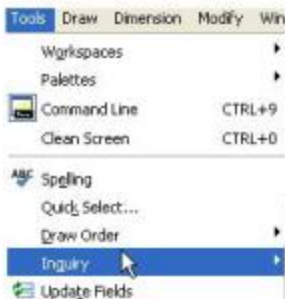 Tools Draw Dimension Modify Win
Workspaces
Palettes
Command Line CTRL+9
Clean Screen CTRL+0
ABC Spelling
Quick Select...
Draw Order
Inquiry
Update Fields